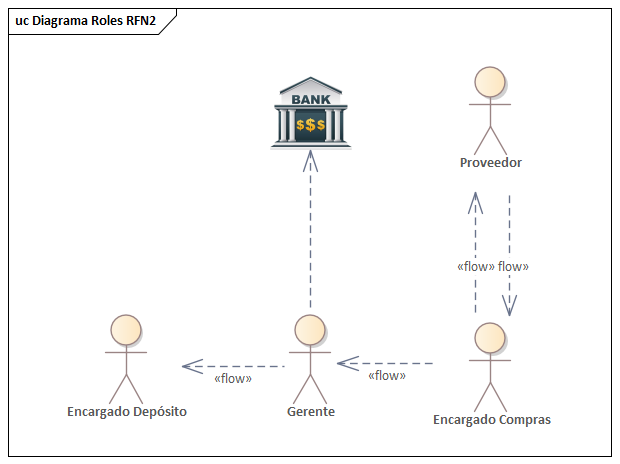 uc Diagrama Roles RFN2
BANK
$$$
Proveedor
«flow» flow»
«flow»
«flow»
Encargado Depósito
Gerente
Encargado Compras